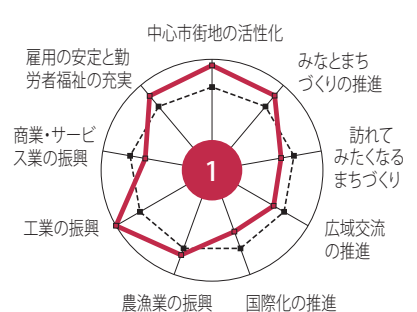 中心市街地の活性化
みなとまち
づくりの推進
訪れて
みたくなる
まちづくり
広域交流
の推進
国際化の推進
農漁業の振興
工業の振興
商業・サービ
ス業の振興
雇用の安定と勤
労者福祉の充実
1